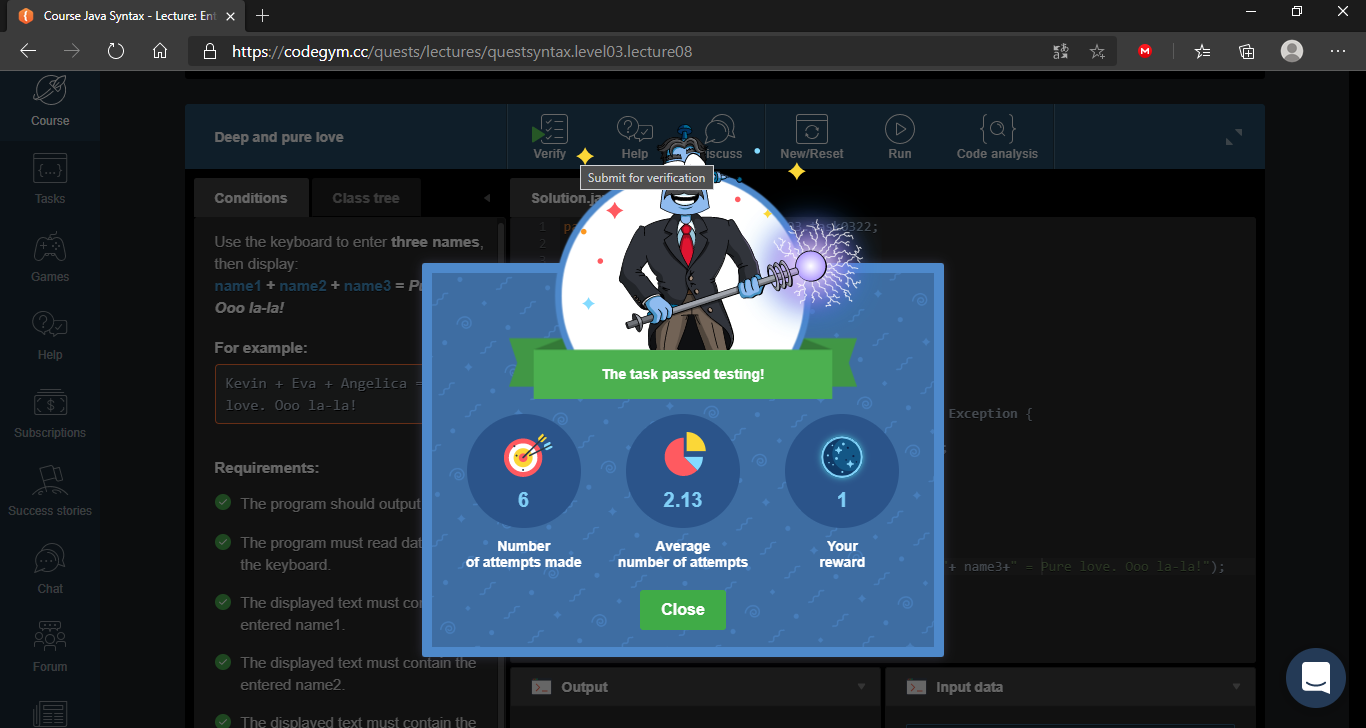 Course Java Syntax - Lecture: En
https://codegym.cc/quests/lectures/questsyntax.level03.lecture08
Course
Tasks
Games
Help
Subscriptions
Success stories
Chat
Forum
Deep and pure love
Verify
Help
iscuss
New/Reset
Run
Code analysis
Submit for verification
Conditions
Class tree
Solution.ja
Use the keyboard to enter three names,
then display:
name1 + name2 + name3 = P
Ooo la-la!
For example:
Kevin + Eva + Angelica =
love. Ooo la-la!
Requirements:
The program should output
The program must read dat
the keyboard.
The displayed text must co
entered name1.
The displayed text must contain the
entered name2.
The displayed text must contain the
1
2
0322;
Exception {
;
"+ name3+" = Pure love. Ooo la-la!");
The task passed testing!
6
Number
of attempts made
2.13
Average
number of attempts
1
Your
reward
Close
Output
Input data